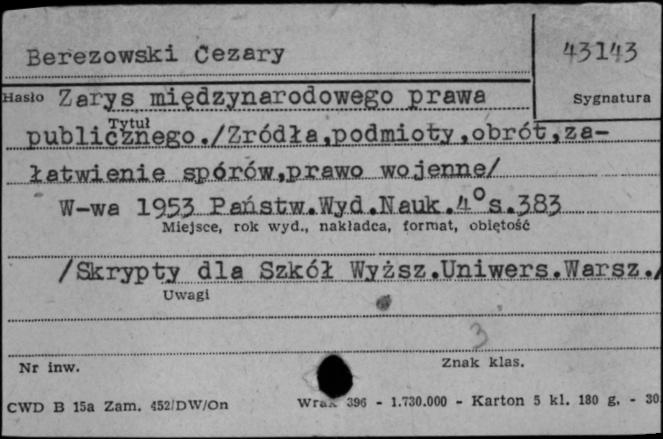 Berezowski Cezary
43143
Hasło Zarys międzynarodowego prawa
Sygnatura
Tytuł
publicznego./Zródła,podmioty,obrót,za-
łatwienie spórów,prawo wojenne/
W-wa 1953 Państw.Wyd.Nauk.4° s.383
Miejsce, rok wyd., nakładca, format, objętość
/Skrypty dla Szkół Wyższ.Uniwers.Warsz./
Uwagi
3
Nr inw.
Znak klas.
CWD B 15a Zam. 452/DW/On
396 - 1.730.000 - Karton 5 kl. 180 g. - 30